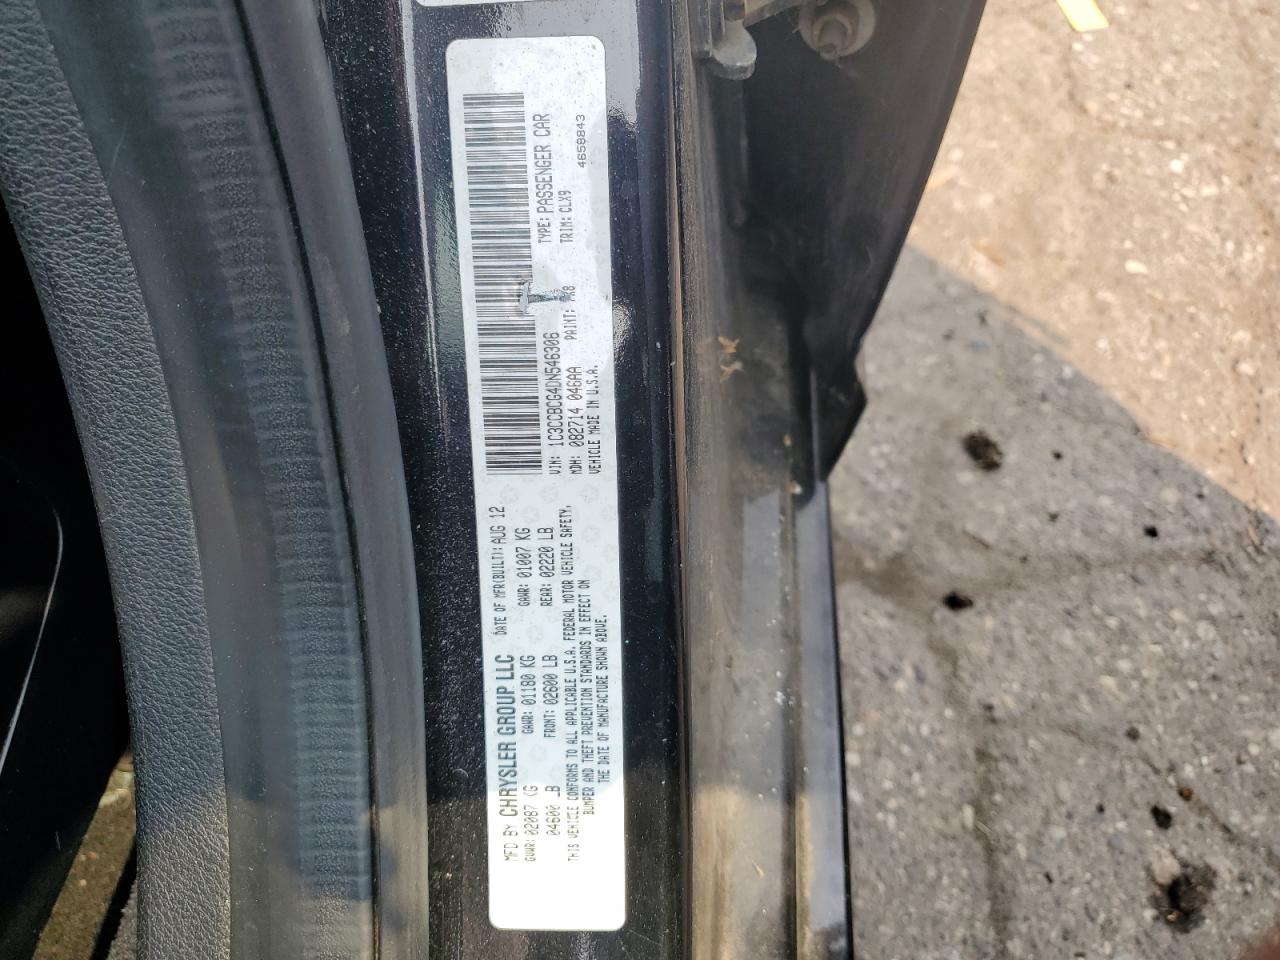 MFD BY CHRYSLER GROUP LLC DATE OF MFR(BUILT): AUG 12
GVWR: 02087 KG GAWR: 01180 KG GAWR: 01007 KG
04600 LB FRONT: 02600 LB REAR: 02220 LB
THIS VEHICLE CONFORMS TO ALL APPLICABLE U.S.A. FEDERAL MOTOR VEHICLE SAFETY,
BUMPER AND THEFT PREVENTION STANDARDS IN EFFECT ON
THE DATE OF MANUFACTURE SHOWN ABOVE.
VIN: 1C3CCBCG4DN546306 TYPE: PASSENGER CAR
MDH: 082714 046AA PAINT: TRIM: CLX9
VEHICLE MADE IN U.S.A. 4658843